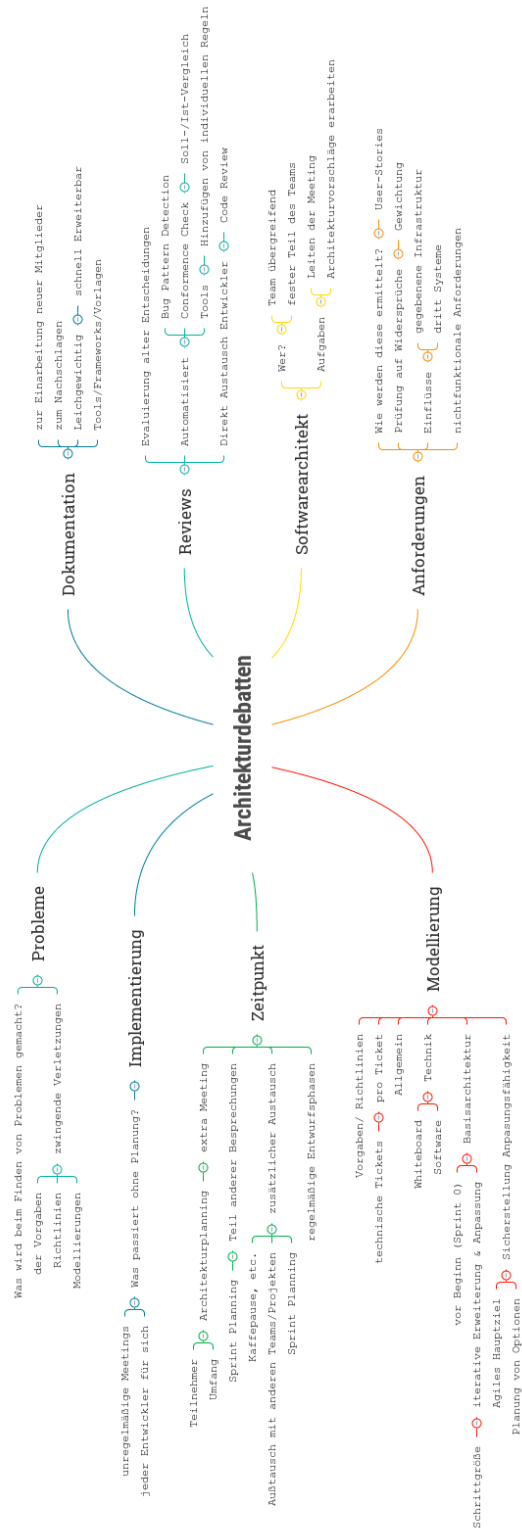 Architekturdebatten
Dokumentation
zur Einarbeitung neuer Mitglieder
zum Nachschlagen
Leichgewichtig
schnell Erweiterbar
Tools/Frameworks/Vorlagen
Reviews
Evaluierung alter Entscheidungen
Automatisiert
Bug Pattern Detection
Conformence Check
Soll-/Ist-Vergleich
Tools
Hinzufügen von individuellen Regeln
Direkt Austausch Entwickler
Code Review
Softwarearchitekt
Wer?
Team übergreifend
fester Teil des Teams
Aufgaben
Leiten der Meeting
Architekturvorschläge erarbeiten
Anforderungen
Wie werden diese ermittelt?
User-Stories
Prüfung auf Widersprüche
Gewichtung
Einflüsse
gegebene Infrastruktur
dritt Systeme
nichtfunktionale Anforderungen
Probleme
Was wird beim Finden von Problemen gemacht?
zwingende Verletzungen
der Vorgaben
Richtlinien
Modellierungen
Implementierung
Was passiert ohne Planung?
unregelmäßige Meetings
jeder Entwickler für sich
Zeitpunkt
extra Meeting
Architekturplanning
Teilnehmer
Umfang
Teil anderer Besprechungen
Sprint Planning
zusätzlicher Austausch
Kaffepause, etc.
Außtausch mit anderen Teams/Projekten
Sprint Planning
regelmäßige Entwurfsphasen
Modellierung
Vorgaben/ Richtlinien
pro Ticket
technische Tickets
Allgemein
Technik
Whiteboard
Software
Basisarchitektur
vor Beginn (Sprint 0)
iterative Erweiterung & Anpassung
Schrittgröße
Sicherstellung Anpasungsfähigkeit
Agiles Hauptziel
Planung von Optionen